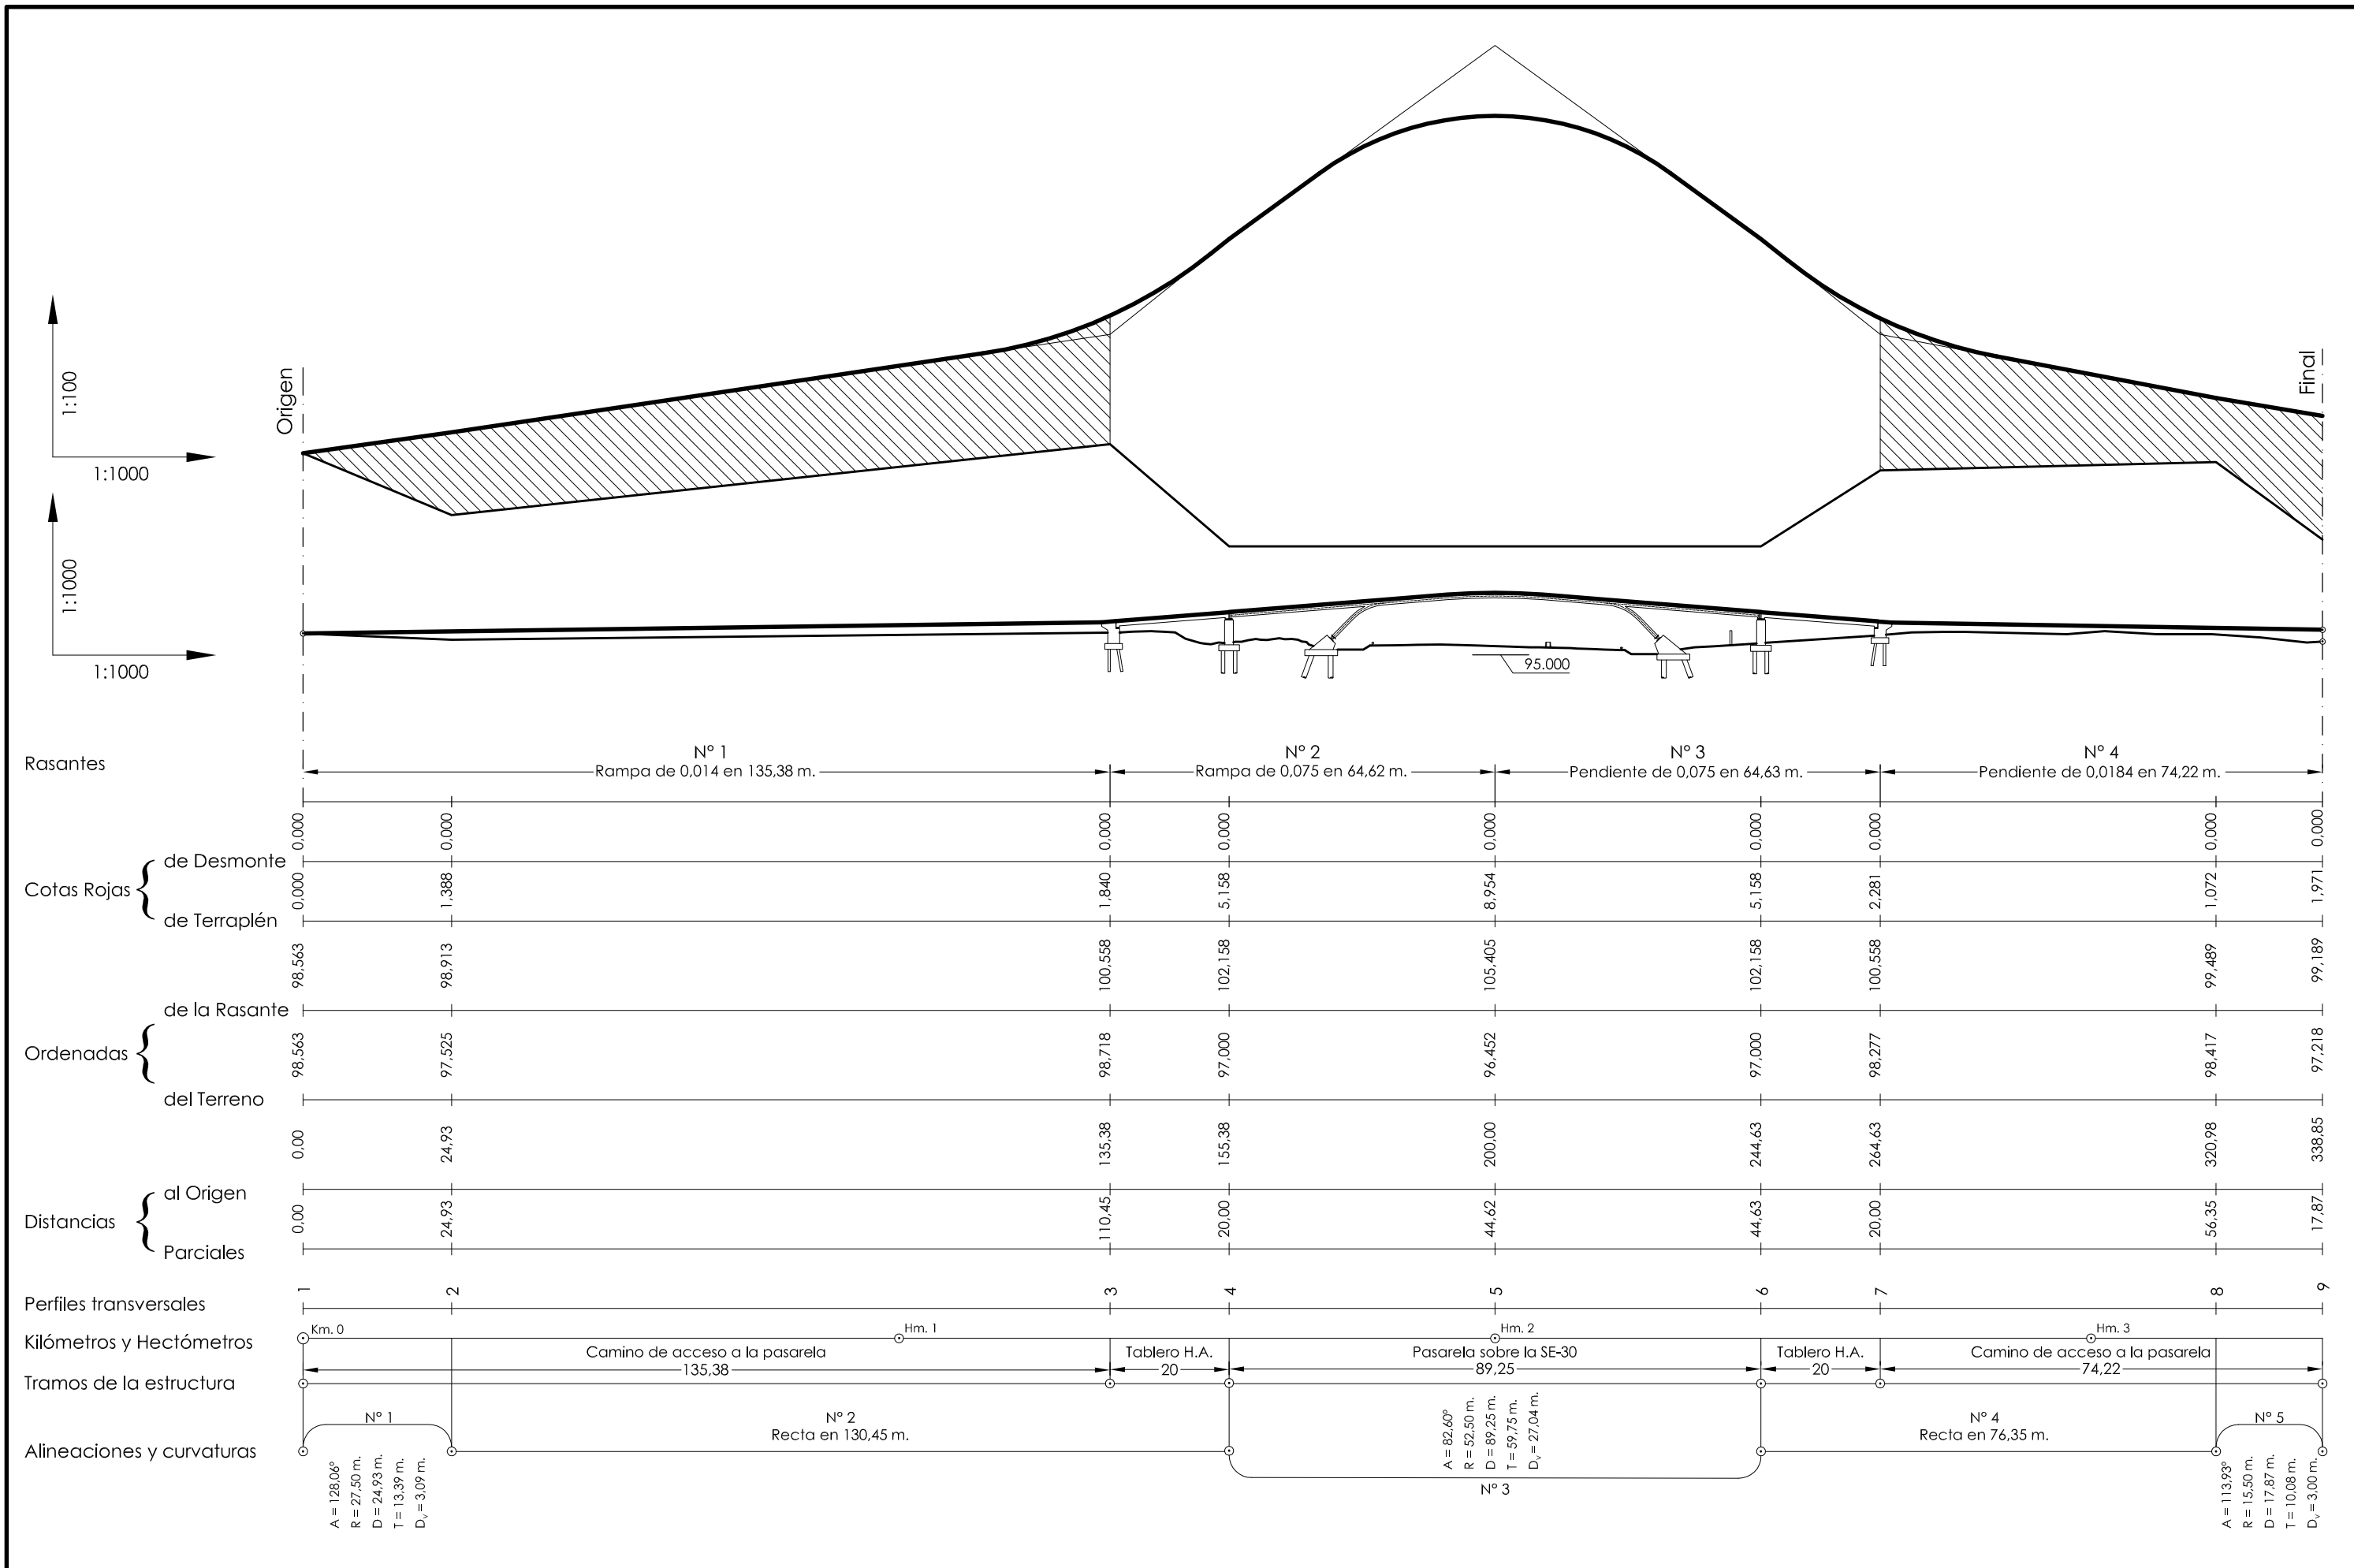 Origen
Final
1:100
1:1000
1:1000
1:1000
95.000
Rasantes
Nº 1
Rampa de 0,014 en 135,38 m.
Nº 2
Rampa de 0,075 en 64,62 m.
Nº 3
Pendiente de 0,075 en 64,63 m.
Nº 4
Pendiente de 0,0184 en 74,22 m.
Cotas Rojas
de Desmonte
0,000 0,000 0,000 0,000 0,000 0,000 0,000 0,000 0,000
de Terraplén
0,000 1,388 1,840 5,158 8,954 5,158 2,281 1,072 1,971
Ordenadas
de la Rasante
98,563 98,913 100,558 102,158 105,405 102,158 100,558 99,489 99,189
del Terreno
98,563 97,525 98,718 97,000 96,452 97,000 98,277 98,417 97,218
Distancias
al Origen
0,00 24,93 135,38 155,38 200,00 244,63 264,63 320,98 338,85
Parciales
0,00 24,93 110,45 20,00 44,62 44,63 20,00 56,35 17,87
Perfiles transversales
1 2 3 4 5 6 7 8 9
Kilómetros y Hectómetros
Km. 0 Hm. 1 Hm. 2 Hm. 3
Tramos de la estructura
Camino de acceso a la pasarela
135,38
Tablero H.A.
20
Pasarela sobre la SE-30
89,25
Tablero H.A.
20
Camino de acceso a la pasarela
74,22
Alineaciones y curvaturas
Nº 1
A = 128,06º
R = 27,50 m.
D = 24,93 m.
T = 13,39 m.
Dv = 3,09 m.
Nº 2
Recta en 130,45 m.
A = 82,60º
R = 52,50 m.
D = 89,25 m.
T = 59,75 m.
Dv = 27,04 m.
Nº 3
Nº 4
Recta en 76,35 m.
Nº 5
A = 113,93º
R = 15,50 m.
D = 17,87 m.
T = 10,08 m.
Dv = 3,00 m.